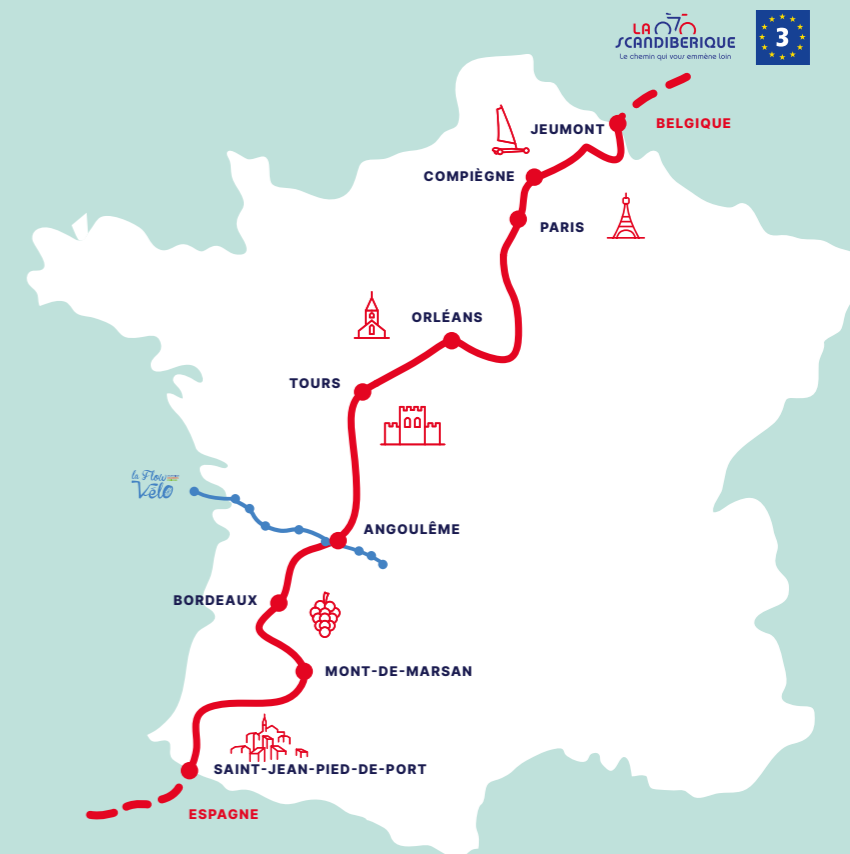 LA
SCANDIBERIQUE
Le chemin qui vous emmène loin
3
JEUMONT
BELGIQUE
COMPIÈGNE
PARIS
ORLÉANS
TOURS
la Flow
Vélo
ANGOULÊME
BORDEAUX
MONT-DE-MARSAN
SAINT-JEAN-PIED-DE-PORT
ESPAGNE